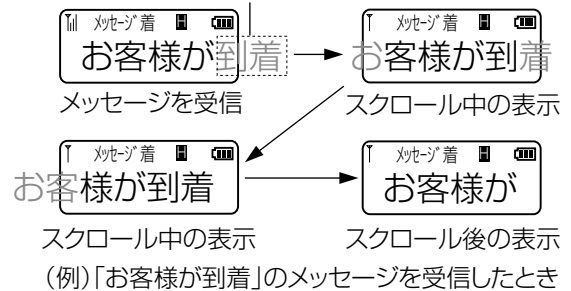 メッセージ着
メッセージ着
お客様が到着
お客様が到着
メッセージを受信
スクロール中の表示
メッセージ着
メッセージ着
お客様が到着
お客様が
スクロール中の表示
スクロール後の表示
(例)「お客様が到着」のメッセージを受信したとき